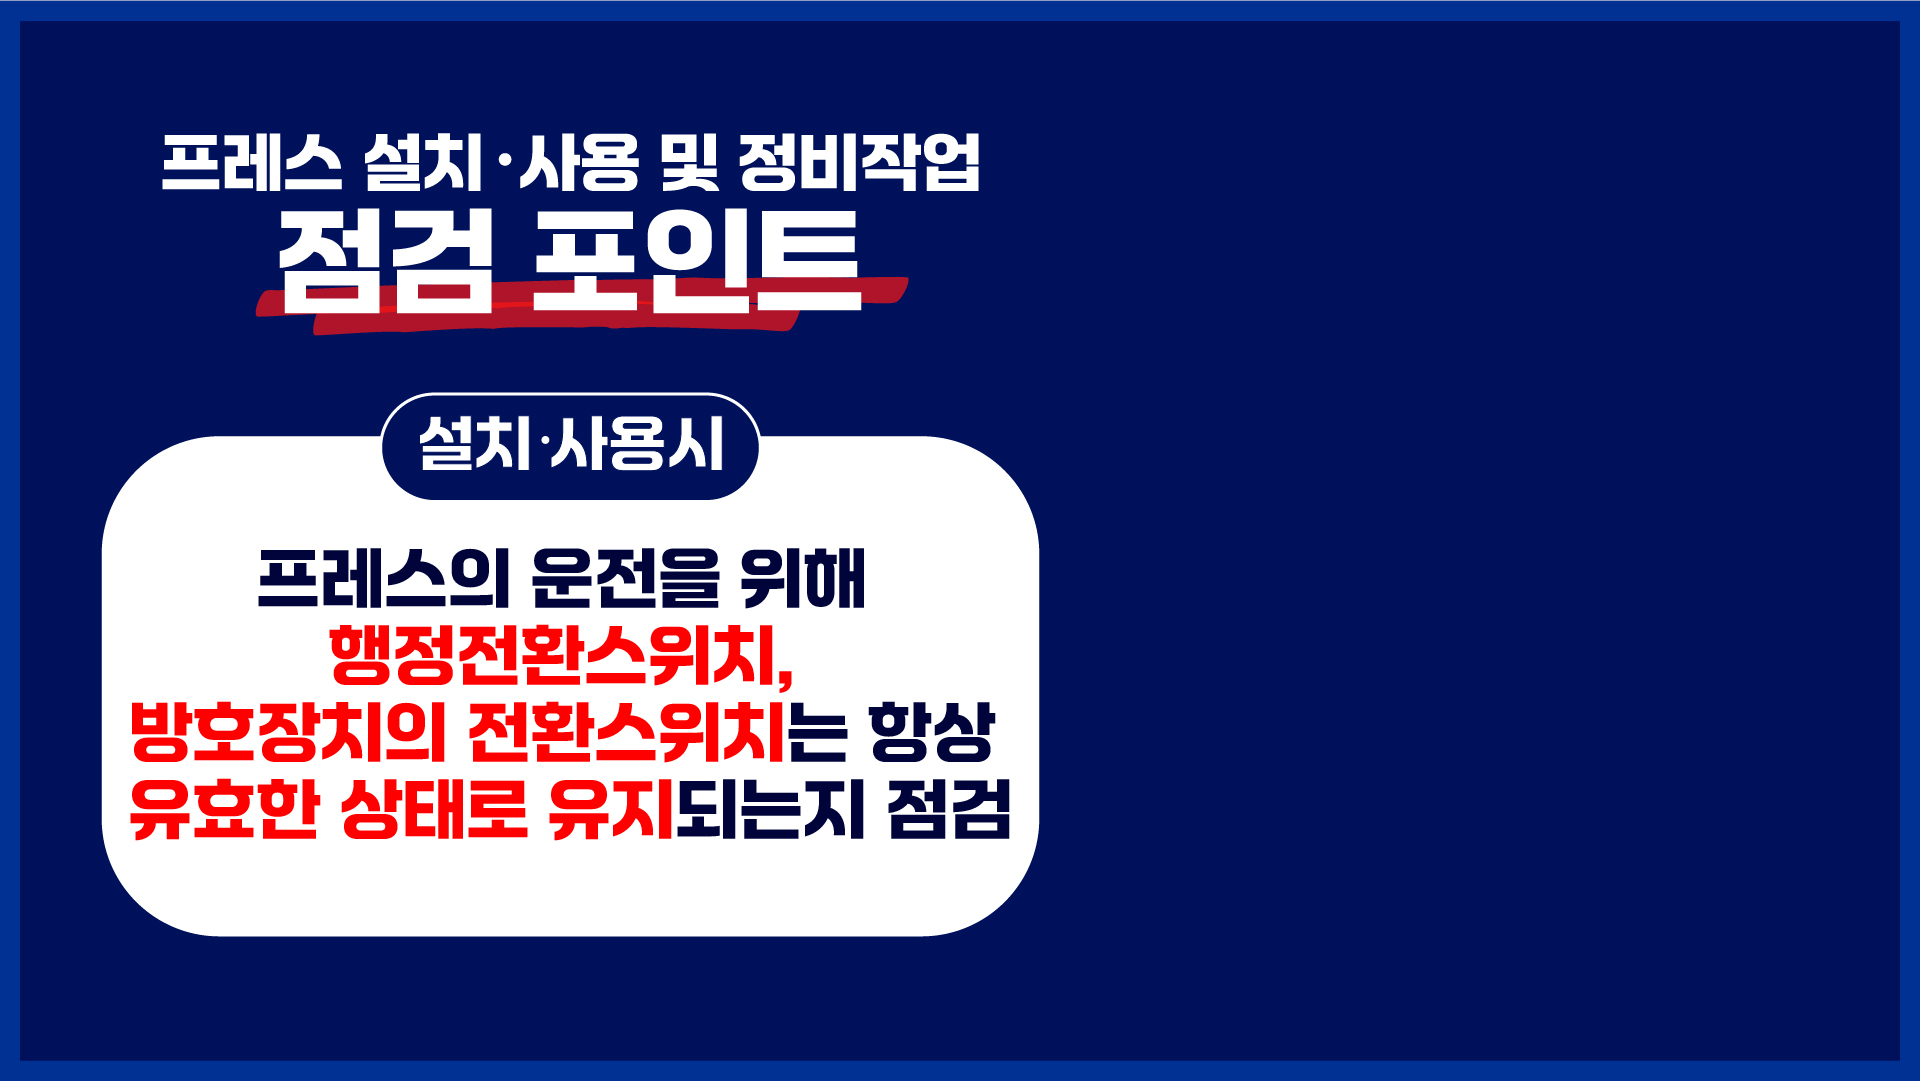 프레스 설치·사용 및 정비작업
점검 포인트
설치·사용시
프레스의 운전을 위해
행정전환스위치,
방호장치의 전환스위치는 항상
유효한 상태로 유지되는지 점검